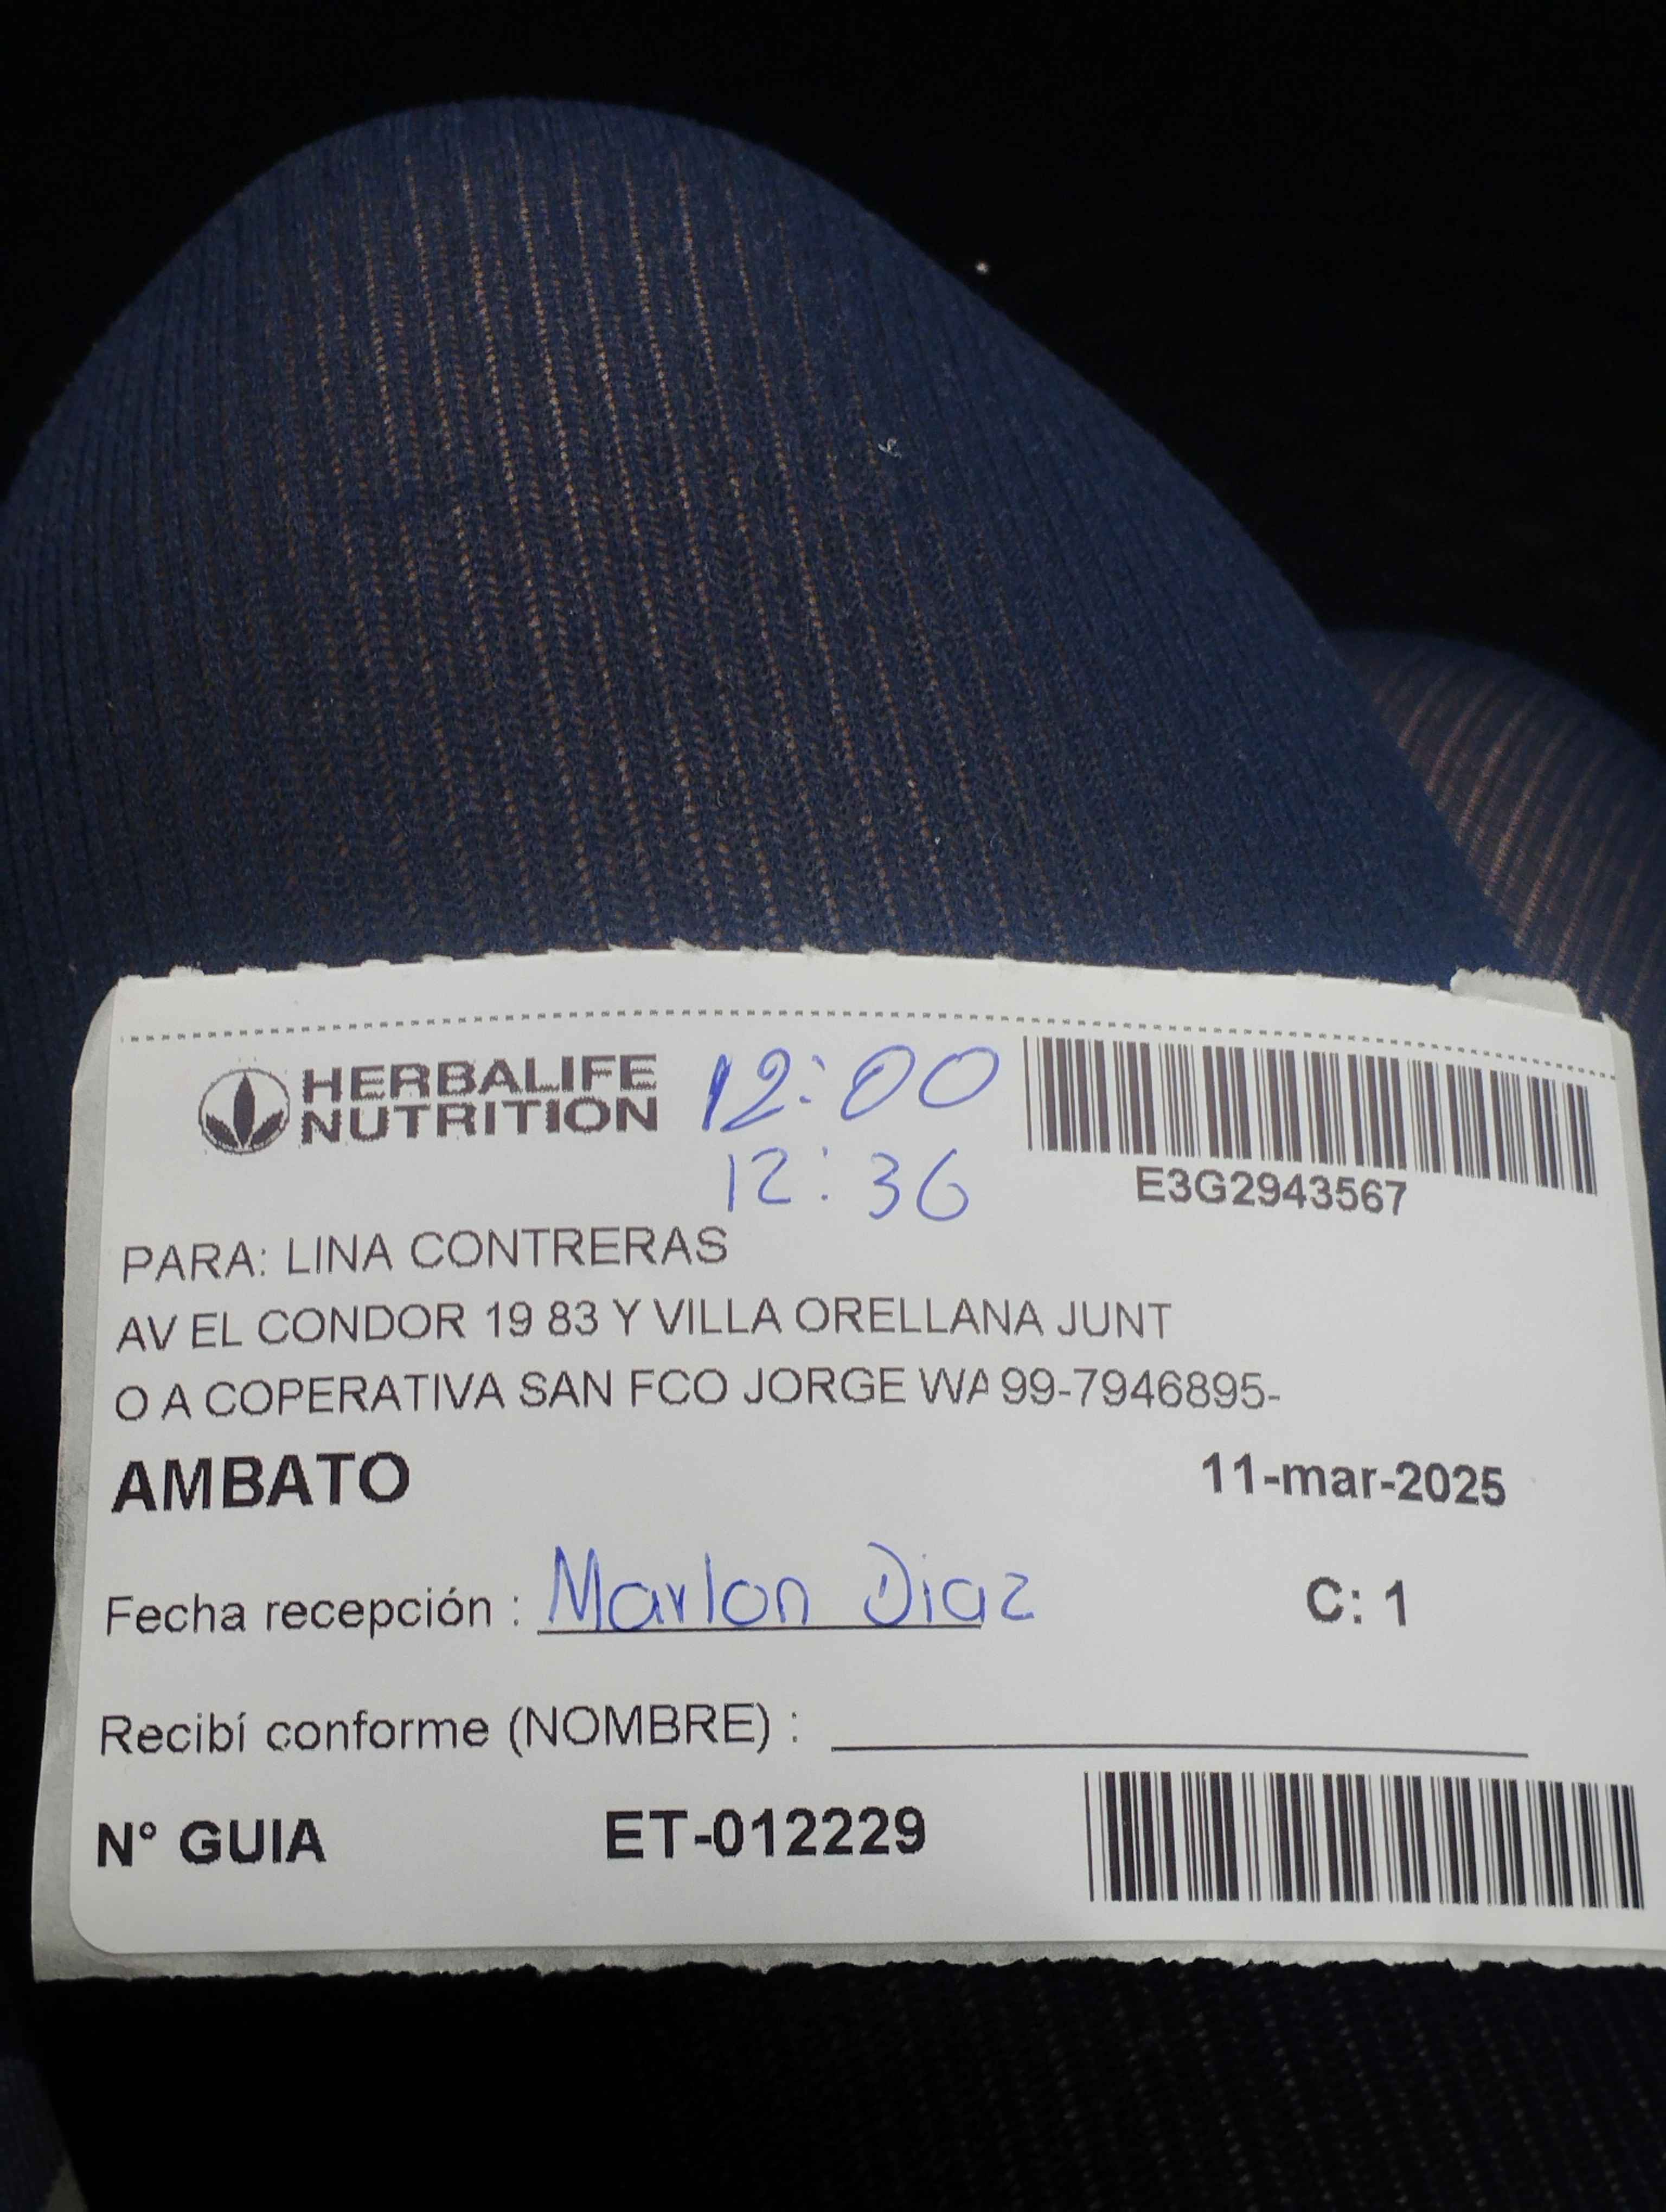 HERBALIFE
NUTRITION
12:00
12:36
E3G2943567
PARA: LINA CONTRERAS
AV EL CONDOR 19 83 Y VILLA ORELLANA JUNT
O A COPERATIVA SAN FCO JORGE WA 99-7946895-
AMBATO 11-mar-2025
Fecha recepción : Marlon Diaz C: 1
Recibí conforme (NOMBRE) :
N° GUIA ET-012229